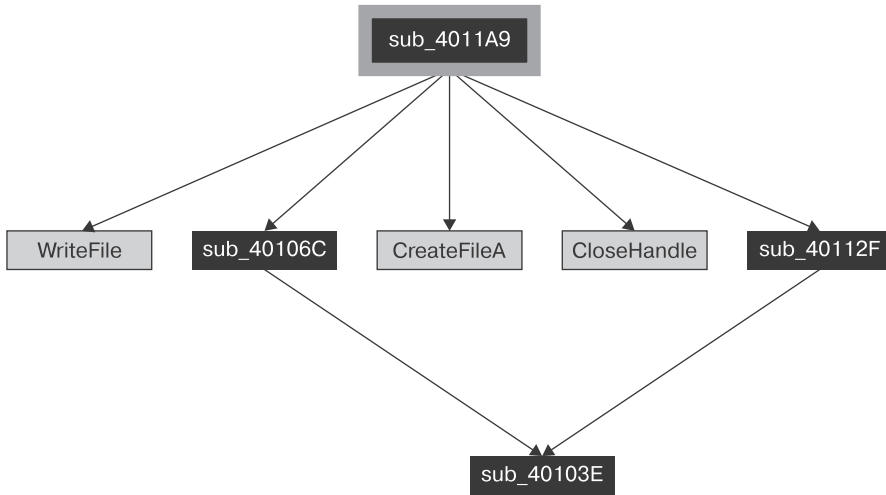 sub_4011A9
WriteFile
sub_40106C
CreateFileA
CloseHandle
sub_40112F
sub_40103E